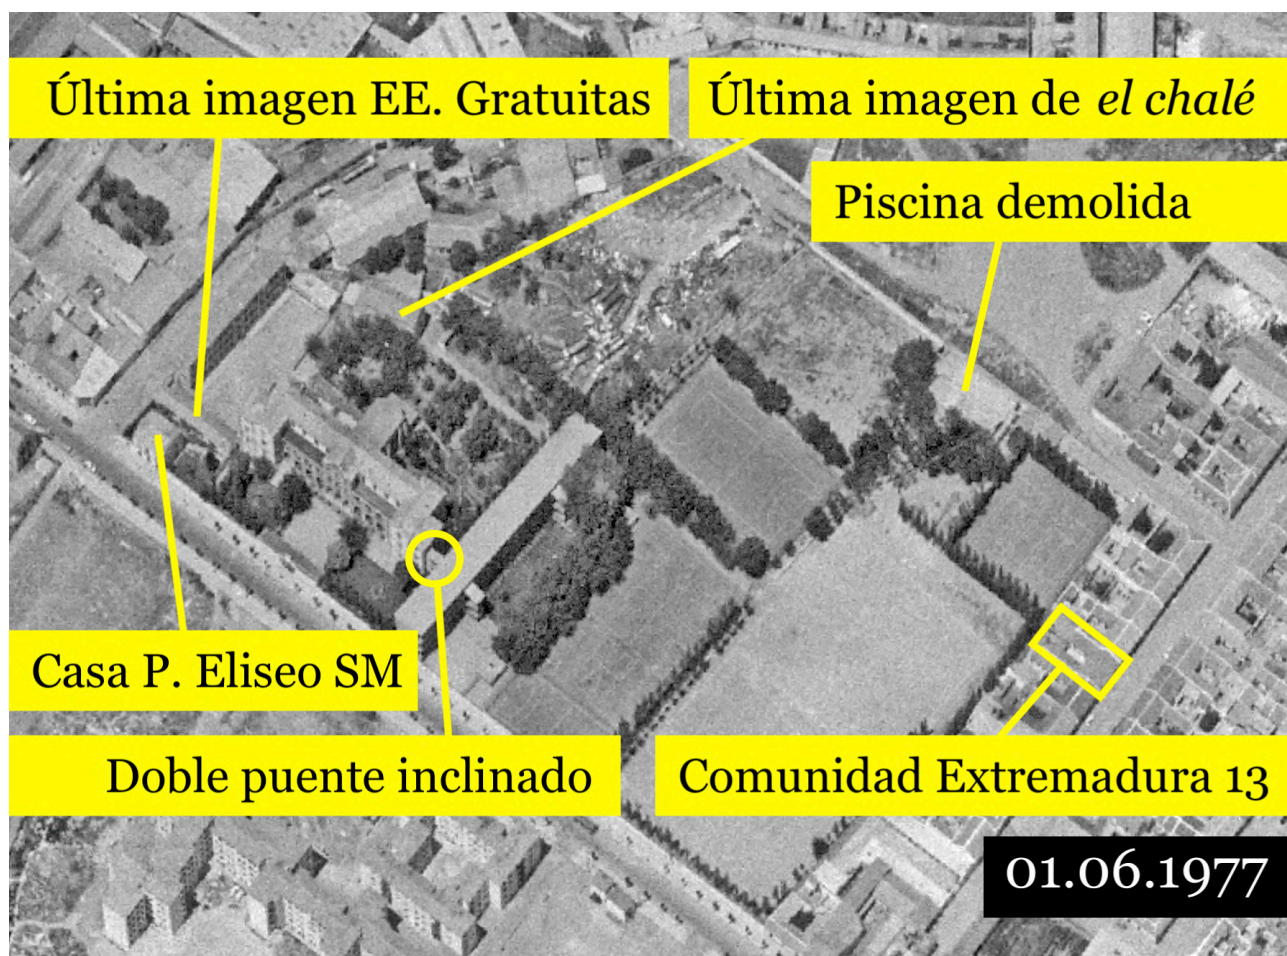 Última imagen EE. Gratuitas
Última imagen de el chalé
Piscina demolida
Casa P. Eliseo SM
Doble puente inclinado
Comunidad Extremadura 13
01.06.1977